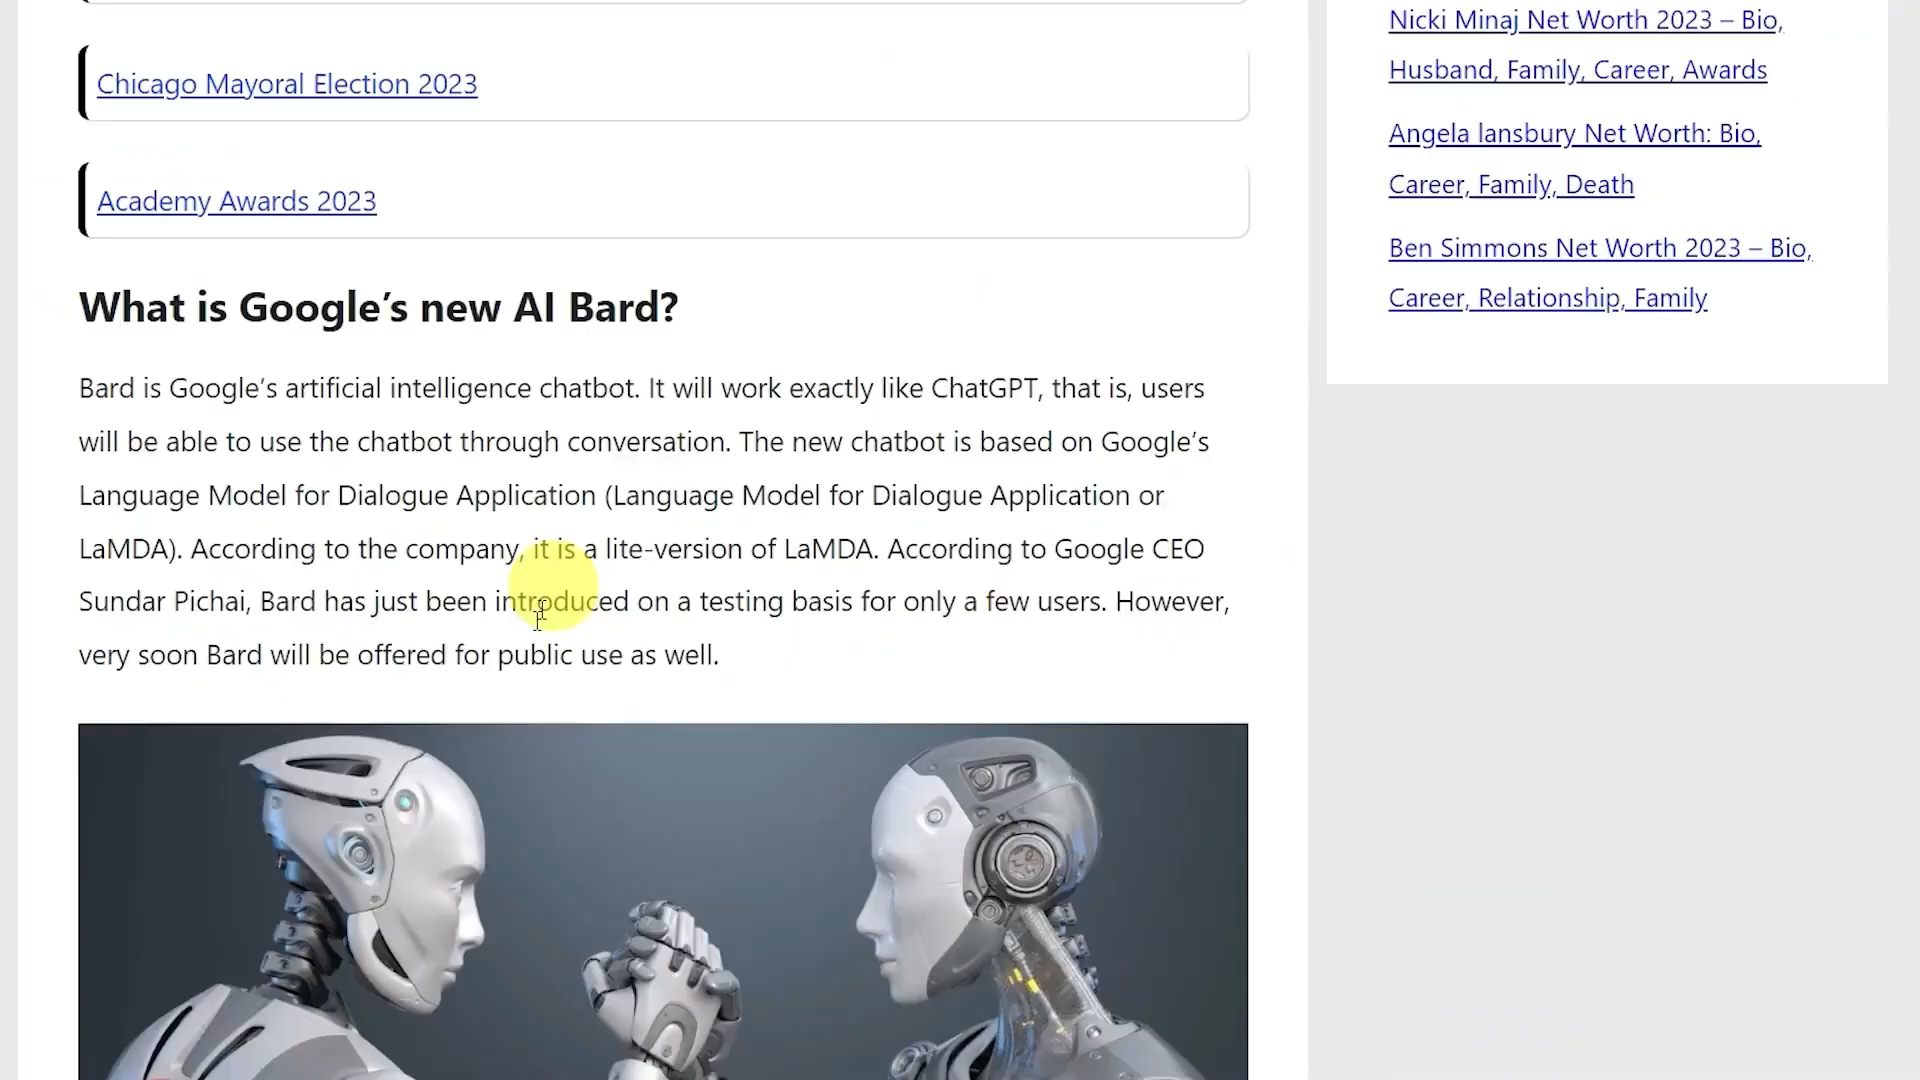 Chicago Mayoral Election 2023
Academy Awards 2023
What is Google’s new AI Bard?
Bard is Google’s artificial intelligence chatbot. It will work exactly like ChatGPT, that is, users
will be able to use the chatbot through conversation. The new chatbot is based on Google’s
Language Model for Dialogue Application (Language Model for Dialogue Application or
LaMDA). According to the company, it is a lite-version of LaMDA. According to Google CEO
Sundar Pichai, Bard has just been introduced on a testing basis for only a few users. However,
very soon Bard will be offered for public use as well.
Nicki Minaj Net Worth 2023 – Bio,
Husband, Family, Career, Awards
Angela lansbury Net Worth: Bio,
Career, Family, Death
Ben Simmons Net Worth 2023 – Bio,
Career, Relationship, Family